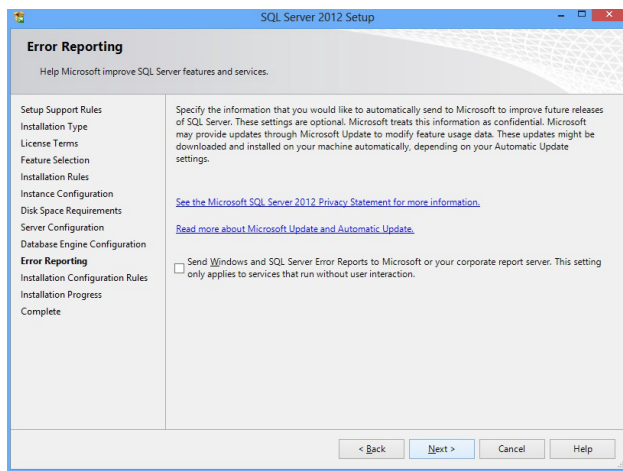 SQL Server 2012 Setup
Error Reporting
Help Microsoft improve SQL Server features and services.
Setup Support Rules
Installation Type
License Terms
Feature Selection
Installation Rules
Instance Configuration
Disk Space Requirements
Server Configuration
Database Engine Configuration
Error Reporting
Installation Configuration Rules
Installation Progress
Complete
Specify the information that you would like to automatically send to Microsoft to improve future releases
of SQL Server. These settings are optional. Microsoft treats this information as confidential. Microsoft
may provide updates through Microsoft Update to modify feature usage data. These updates might be
downloaded and installed on your machine automatically, depending on your Automatic Update
settings.
See the Microsoft SQL Server 2012 Privacy Statement for more information.
Read more about Microsoft Update and Automatic Update.
Send Windows and SQL Server Error Reports to Microsoft or your corporate report server. This setting
only applies to services that run without user interaction.
< Back
Next >
Cancel
Help